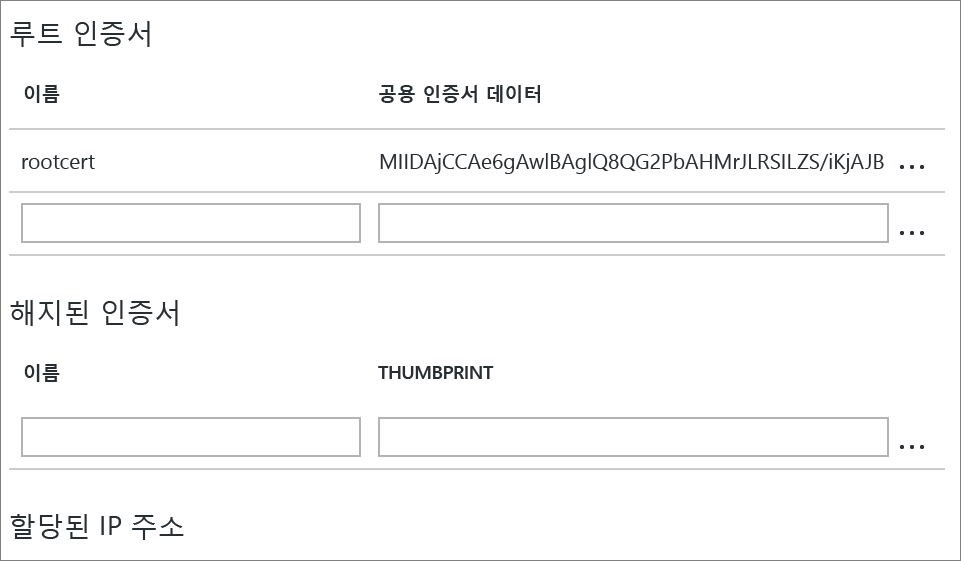 루트 인증서
이름 공용 인증서 데이터
rootcert MIIDAjCCAe6gAwlBAglQ8QG2PbAHMrJLRSILZS/iKjAJB ...
...
해지된 인증서
이름 THUMBPRINT
...
할당된 IP 주소